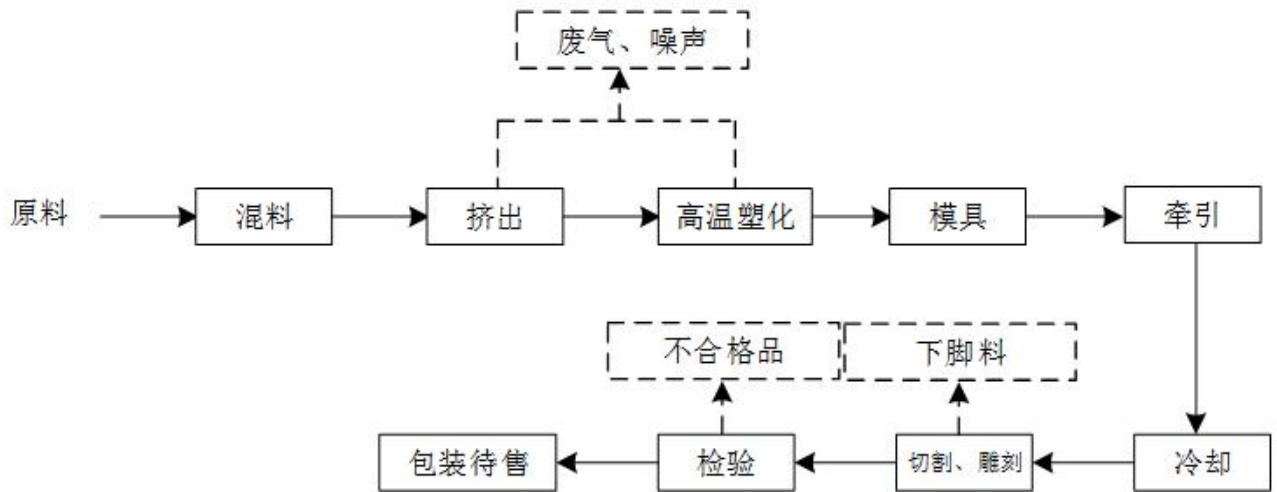 废气、噪声
原料
混料
挤出
高温塑化
模具
牵引
不合格品
下脚料
包装待售
检验
切割、雕刻
冷却